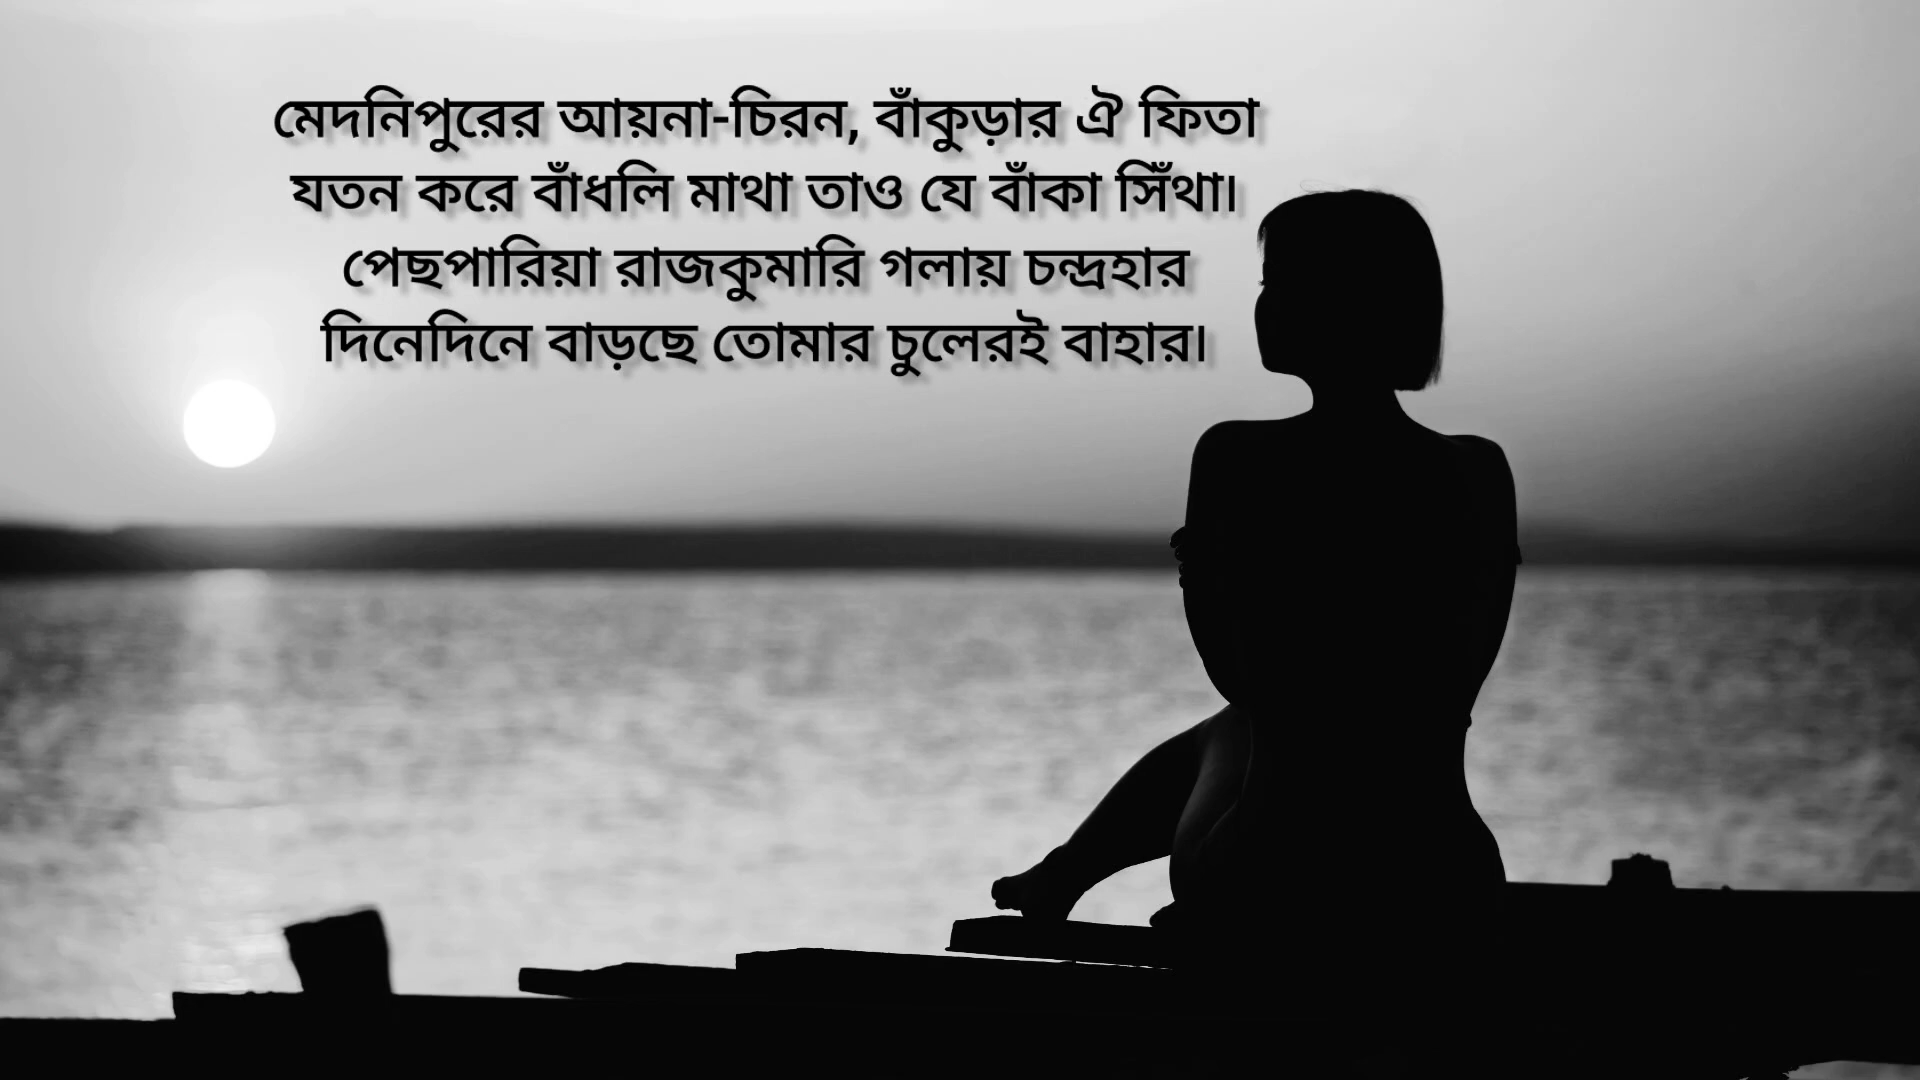 মেদনিপুরের আয়না-চিরন, বাঁকুড়ার ঐ ফিতা
যতন করে বাঁধলি মাথা তাও যে বাঁকা সিঁথা।
পেছপারিয়া রাজকুমারি গলায় চন্দ্রহার
দিনেদিনে বাড়ছে তোমার চুলেরই বাহার।